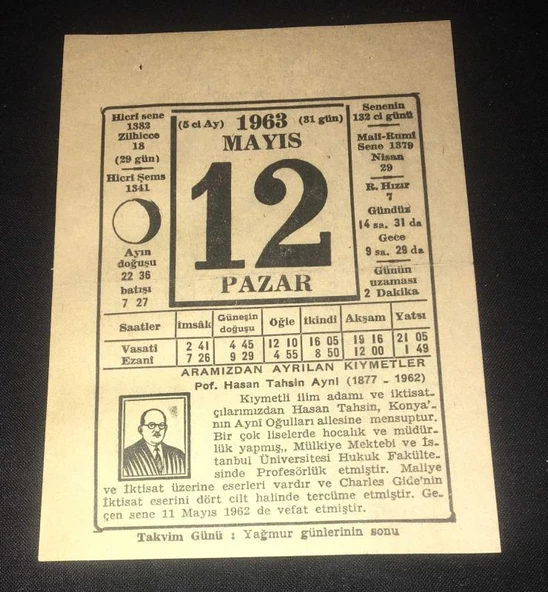 Hicrî sene
1382
Zilhicce
18
(29 gün)
Hicrî Şems
1341
Ayın
doğuşu
22 36
batışı
7 27
(5 ci Ay) 1963 (31 gün)
MAYIS
12
PAZAR
Senenin
132 ci günü
Malî-Rumî
Sene 1379
Nisan
29
R. Hızır
7
Gündüz
14 sa. 31 da
Gece
9 sa. 29 da
Günün
uzaması
2 Dakika
Saatler İmsâk Güneşin doğuşu Öğle İkindi Akşam Yatsı
Vasati 2 41 4 45 12 10 16 05 19 16 21 05
Ezanî 7 26 9 29 4 55 8 50 12 00 1 49
ARAMIZDAN AYRILAN KIYMETLER
Pof. Hasan Tahsin Aynî (1877 - 1962)
Kıymetli ilim adamı ve iktisat-
çılarımızdan Hasan Tahsin, Konya'-
nın Aynî Oğulları ailesine mensuptur.
Bir çok liselerde hocalık ve müdür-
lük yapmış,, Mülkiye Mektebi ve İs-
tanbul Üniversitesi Hukuk Fakülte-
sinde Profesörlük etmiştir. Maliye
ve İktisat üzerine eserleri vardır ve Charles Gide'nin
İktisat eserini dört cilt halinde tercüme etmiştir. Ge-
çen sene 11 Mayıs 1962 de vefat etmiştir.
Takvim Günü : Yağmur günlerinin sonu